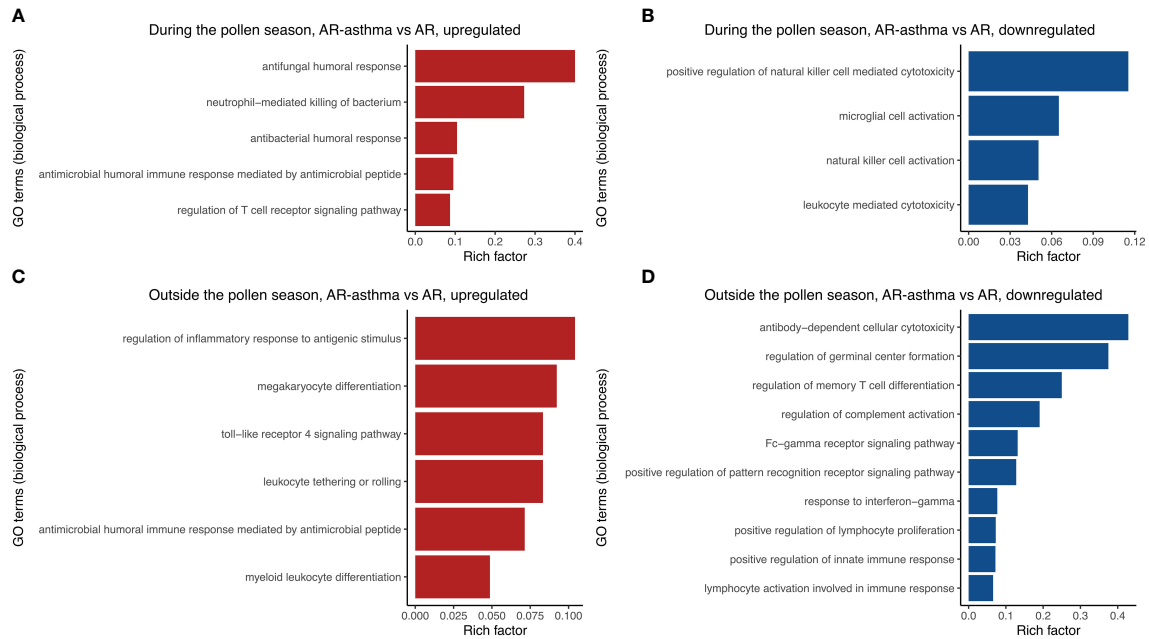 A
During the pollen season, AR-asthma vs AR, upregulated
GO terms (biological process)
antifungal humoral response
neutrophil−mediated killing of bacterium
antibacterial humoral response
antimicrobial humoral immune response mediated by antimicrobial peptide
regulation of T cell receptor signaling pathway
0.0 0.1 0.2 0.3 0.4
Rich factor
B
During the pollen season, AR-asthma vs AR, downregulated
GO terms (biological process)
positive regulation of natural killer cell mediated cytotoxicity
microglial cell activation
natural killer cell activation
leukocyte mediated cytotoxicity
0.00 0.03 0.06 0.09 0.12
Rich factor
C
Outside the pollen season, AR-asthma vs AR, upregulated
GO terms (biological process)
regulation of inflammatory response to antigenic stimulus
megakaryocyte differentiation
toll−like receptor 4 signaling pathway
leukocyte tethering or rolling
antimicrobial humoral immune response mediated by antimicrobial peptide
myeloid leukocyte differentiation
0.000 0.025 0.050 0.075 0.100
Rich factor
D
Outside the pollen season, AR-asthma vs AR, downregulated
GO terms (biological process)
antibody−dependent cellular cytotoxicity
regulation of germinal center formation
regulation of memory T cell differentiation
regulation of complement activation
Fc−gamma receptor signaling pathway
positive regulation of pattern recognition receptor signaling pathway
response to interferon−gamma
positive regulation of lymphocyte proliferation
positive regulation of innate immune response
lymphocyte activation involved in immune response
0.0 0.1 0.2 0.3 0.4
Rich factor